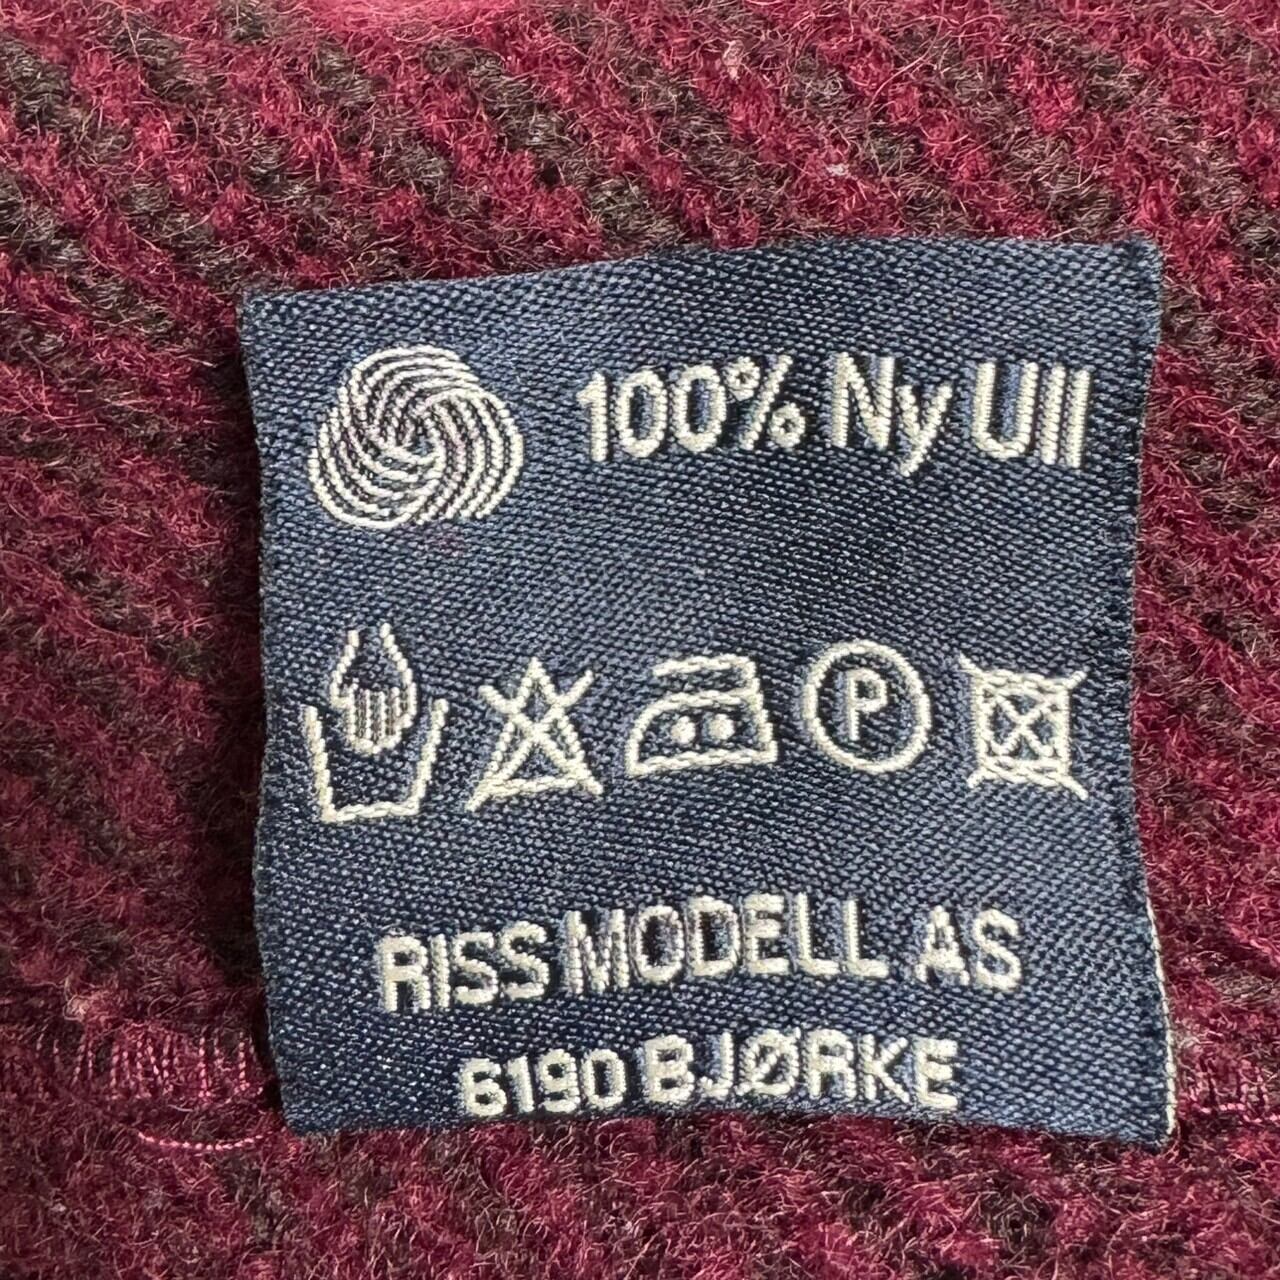 100% Ny Ull
P
RISS MODELL AS
6190 BJØRKE